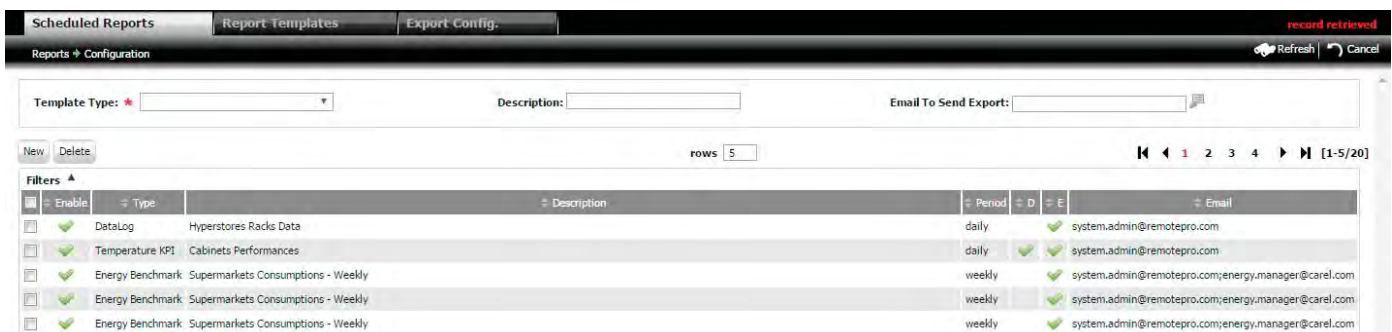 Scheduled Reports Report Templates Export Config. record retrieved
Reports Configuration Refresh Cancel
Template Type: * Description: Email To Send Export:
New Delete rows 5 1 2 3 4 [1-5/20]
Filters
Enable Type Description Period D E Email
DataLog Hyperstores Racks Data daily system.admin@remotepro.com
Temperature KPI Cabinets Performances daily system.admin@remotepro.com
Energy Benchmark Supermarkets Consumptions - Weekly weekly system.admin@remotepro.com;energy.manager@carel.com
Energy Benchmark Supermarkets Consumptions - Weekly weekly system.admin@remotepro.com;energy.manager@carel.com
Energy Benchmark Supermarkets Consumptions - Weekly weekly system.admin@remotepro.com;energy.manager@carel.com